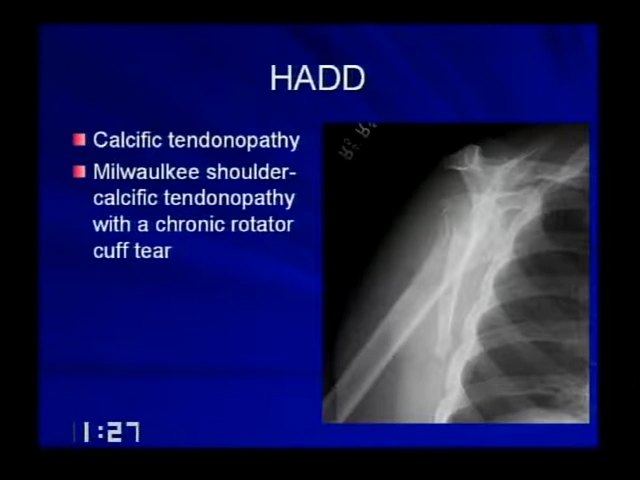 HADD
Calcific tendonopathy
Milwaulkee shoulder-
calcific tendonopathy
with a chronic rotator
cuff tear
1:27